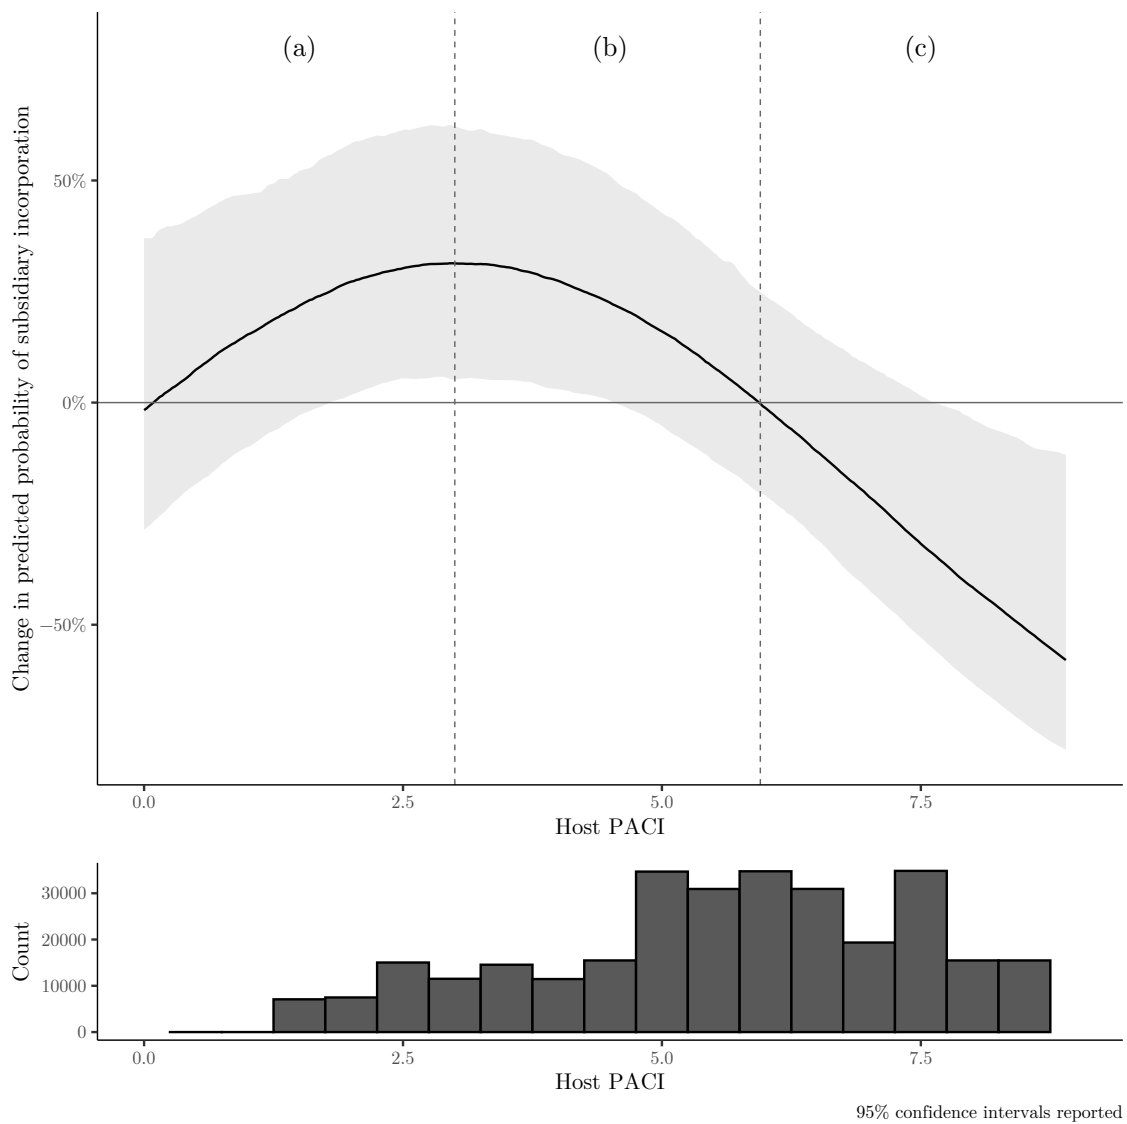 (a)
(b)
(c)
Change in predicted probability of subsidiary incorporation
50%
0%
−50%
0.0
2.5
5.0
7.5
Host PACI
Count
30000
20000
10000
0
0.0
2.5
5.0
7.5
Host PACI
95% confidence intervals reported